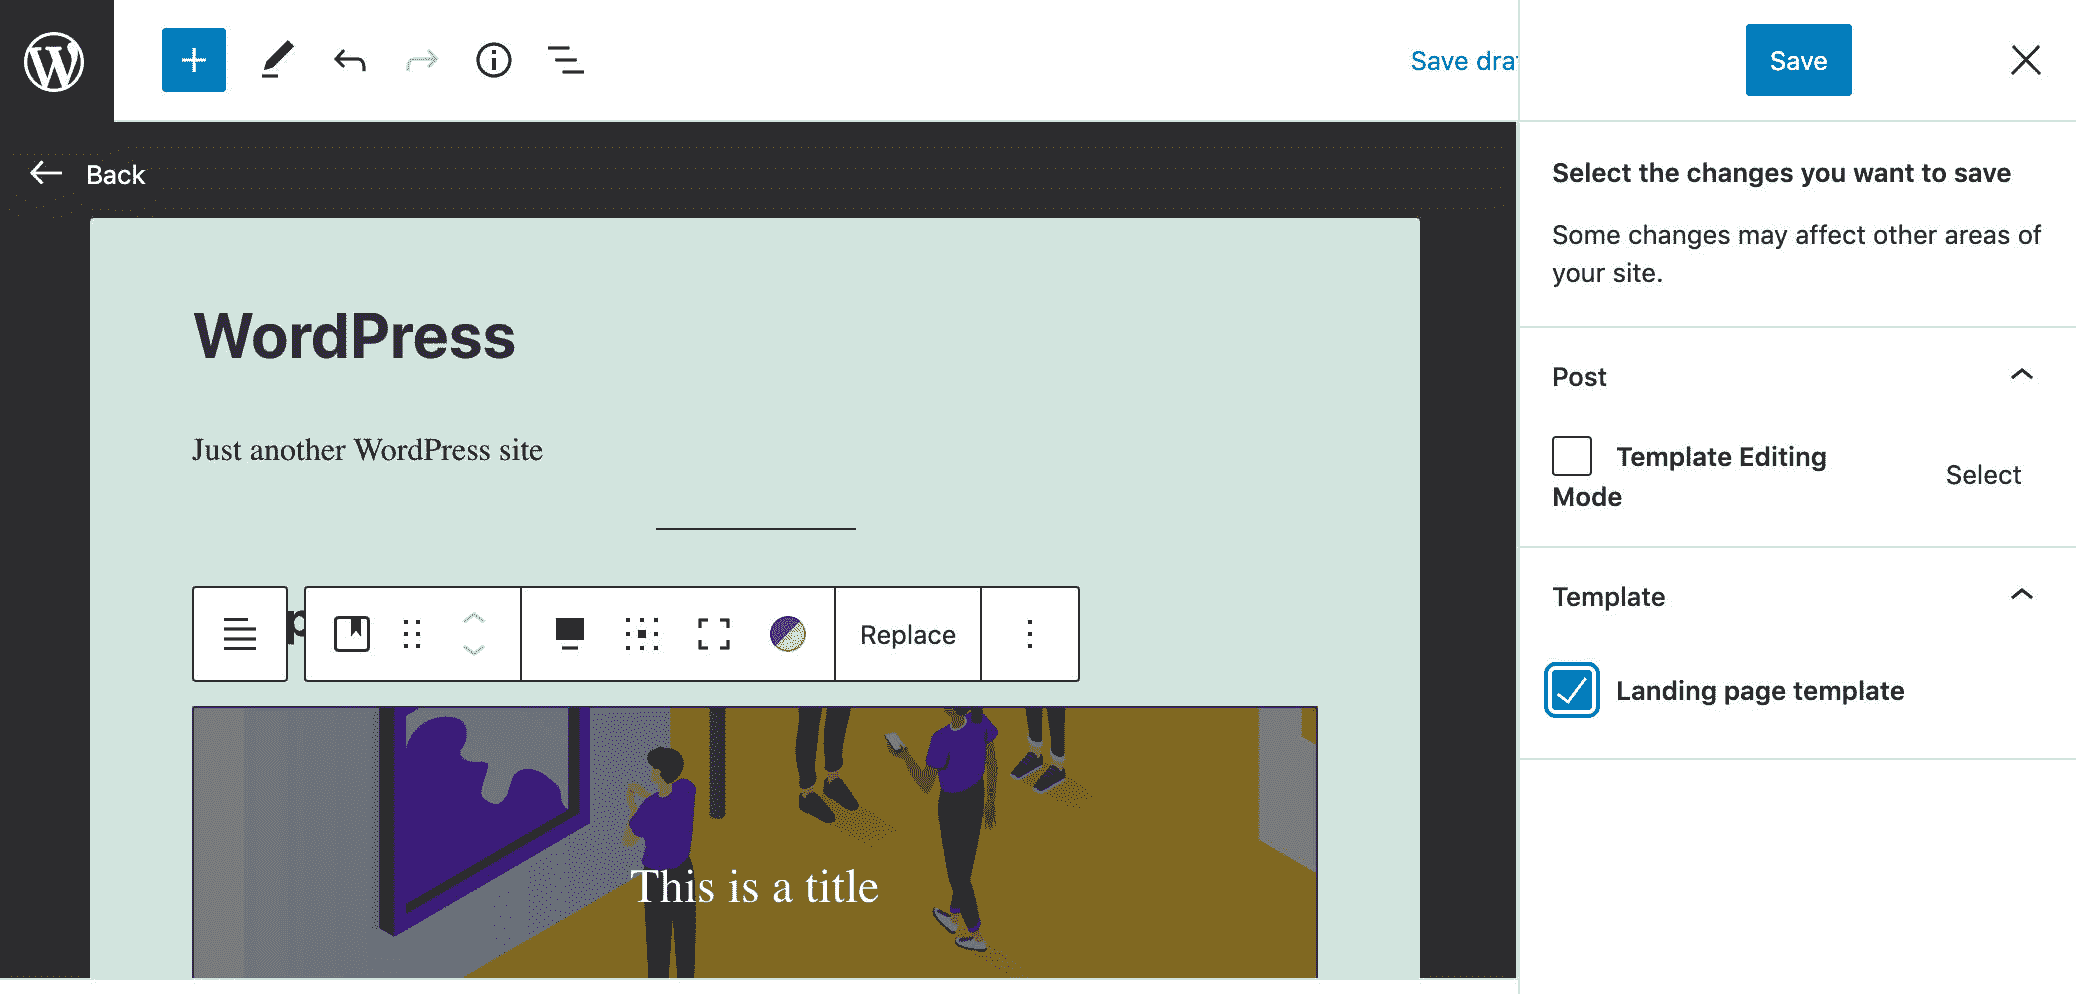 Save dra
Save
Back
Select the changes you want to save
Some changes may affect other areas of
your site.
WordPress
Just another WordPress site
Post
Template Editing
Mode
Select
Template
Landing page template
p
Replace
This is a title